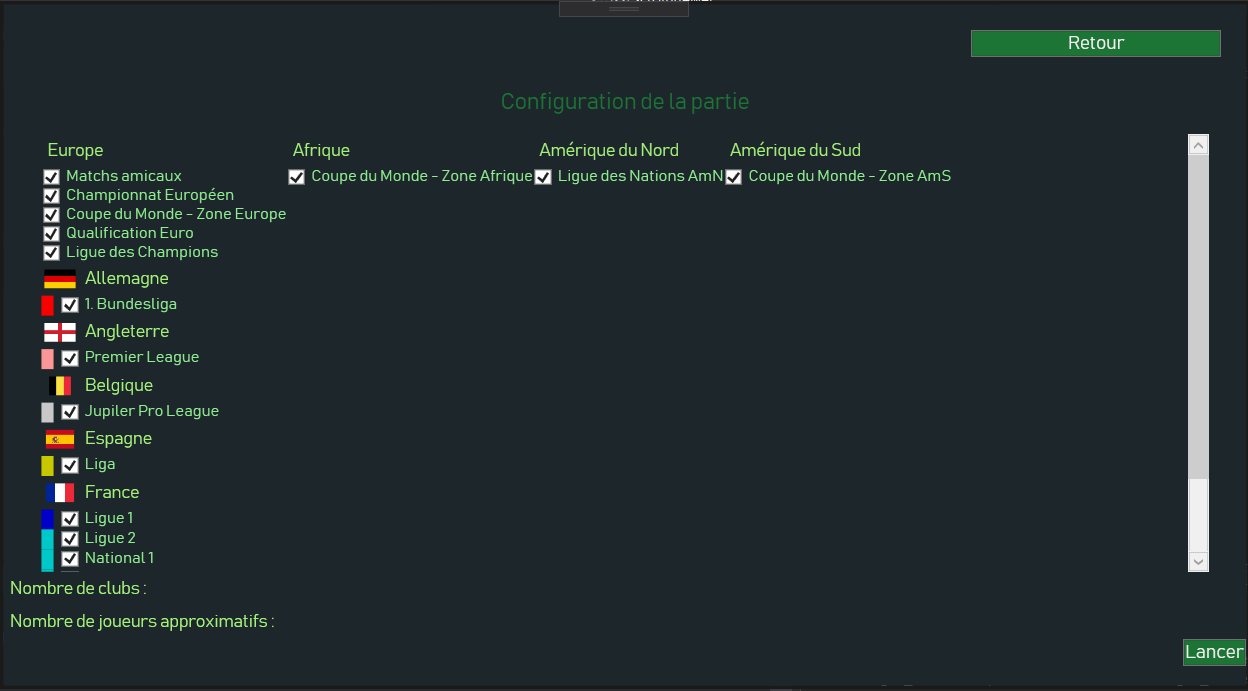 Retour
Configuration de la partie
Europe
Afrique
Amérique du Nord
Amérique du Sud
Matchs amicaux
Coupe du Monde - Zone Afrique
Ligue des Nations AmN
Coupe du Monde - Zone AmS
Championnat Européen
Coupe du Monde - Zone Europe
Qualification Euro
Ligue des Champions
Allemagne
1. Bundesliga
Angleterre
Premier League
Belgique
Jupiler Pro League
Espagne
Liga
France
Ligue 1
Ligue 2
National 1
Nombre de clubs :
Nombre de joueurs approximatifs :
Lancer